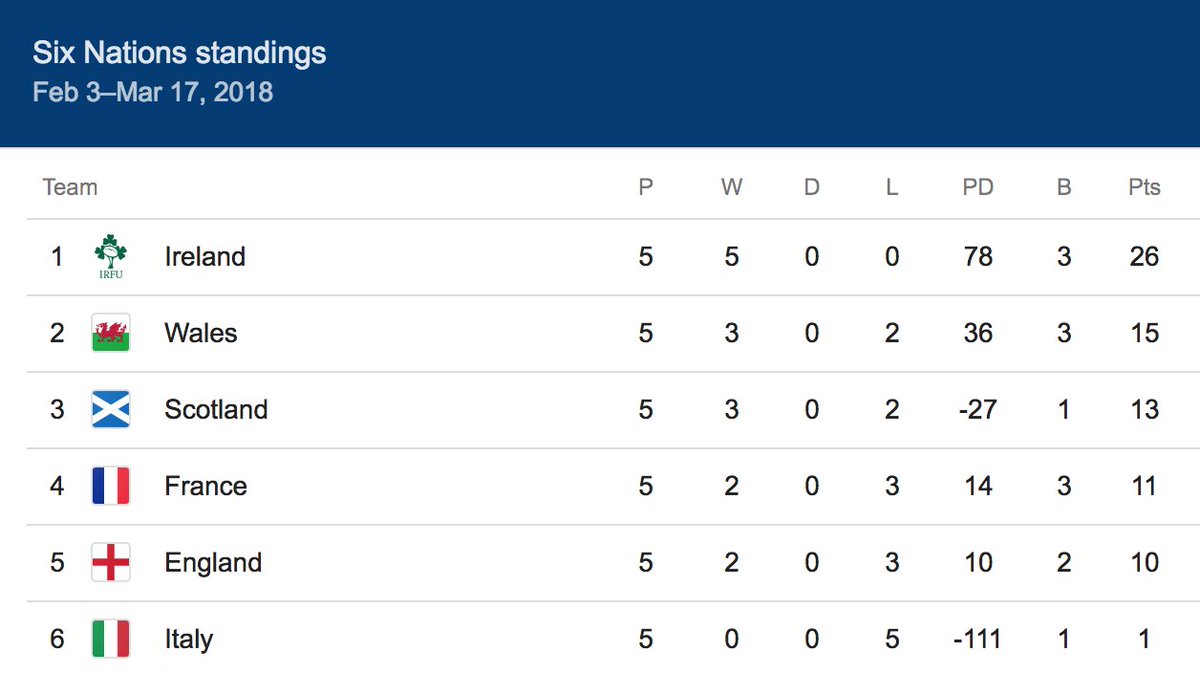 Six Nations standings
Feb 3–Mar 17, 2018
Team P W D L PD B Pts
1 IRFU Ireland 5 5 0 0 78 3 26
2 Wales 5 3 0 2 36 3 15
3 Scotland 5 3 0 2 -27 1 13
4 France 5 2 0 3 14 3 11
5 England 5 2 0 3 10 2 10
6 Italy 5 0 0 5 -111 1 1